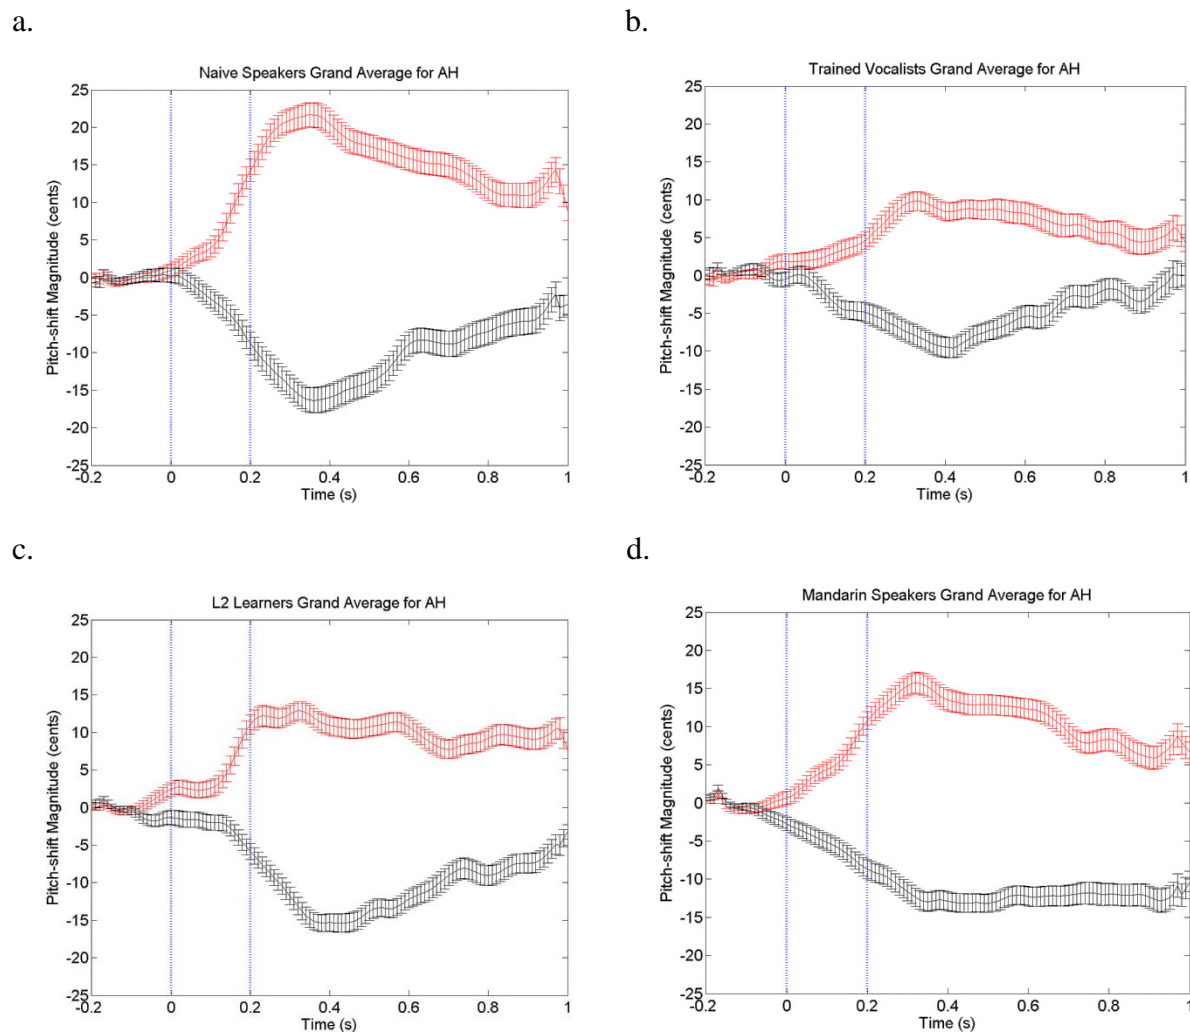 a.
Naive Speakers Grand Average for AH
25
20
15
10
5
0
-5
-10
-15
-20
-25
Pitch-shift Magnitude (cents)
-0.2 0 0.2 0.4 0.6 0.8 1
Time (s)
b.
Trained Vocalists Grand Average for AH
25
20
15
10
5
0
-5
-10
-15
-20
-25
Pitch-shift Magnitude (cents)
-0.2 0 0.2 0.4 0.6 0.8 1
Time (s)
c.
L2 Learners Grand Average for AH
25
20
15
10
5
0
-5
-10
-15
-20
-25
Pitch-shift Magnitude (cents)
-0.2 0 0.2 0.4 0.6 0.8 1
Time (s)
d.
Mandarin Speakers Grand Average for AH
25
20
15
10
5
0
-5
-10
-15
-20
-25
Pitch-shift Magnitude (cents)
-0.2 0 0.2 0.4 0.6 0.8 1
Time (s)